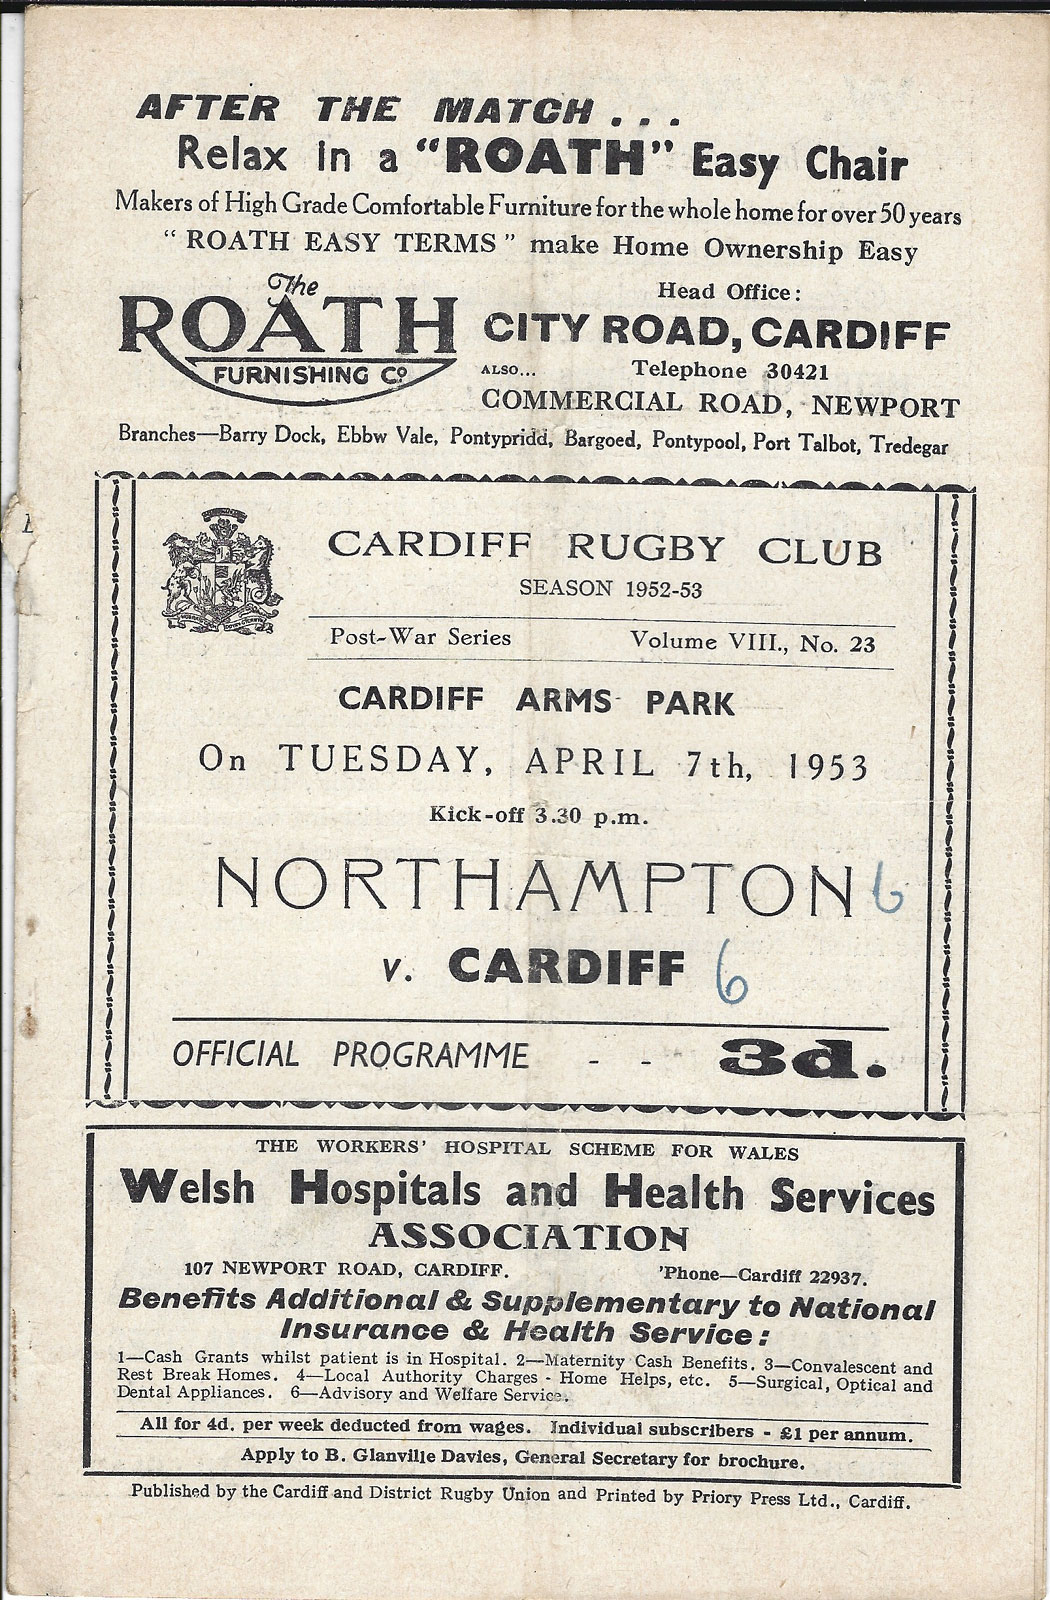 AFTER THE MATCH . . .
Relax in a "ROATH" Easy Chair
Makers of High Grade Comfortable Furniture for the whole home for over 50 years
" ROATH EASY TERMS " make Home Ownership Easy
The
ROATH
FURNISHING Co
Head Office:
CITY ROAD, CARDIFF
ALSO... Telephone 30421
COMMERCIAL ROAD, NEWPORT
Branches—Barry Dock, Ebbw Vale, Pontypridd, Bargoed, Pontypool, Port Talbot, Tredegar
CARDIFF RUGBY CLUB
SEASON 1952-53
Post-War Series Volume VIII., No. 23
CARDIFF ARMS PARK
On TUESDAY, APRIL 7th, 1953
Kick-off 3.30 p.m.
NORTHAMPTON 6
v. CARDIFF 6
OFFICIAL PROGRAMME - - 3d.
THE WORKERS' HOSPITAL SCHEME FOR WALES
Welsh Hospitals and Health Services
ASSOCIATION
107 NEWPORT ROAD, CARDIFF. 'Phone—Cardiff 22937.
Benefits Additional & Supplementary to National
Insurance & Health Service:
1—Cash Grants whilst patient is in Hospital. 2—Maternity Cash Benefits. 3—Convalescent and
Rest Break Homes. 4—Local Authority Charges - Home Helps, etc. 5—Surgical, Optical and
Dental Appliances. 6—Advisory and Welfare Service.
All for 4d. per week deducted from wages. Individual subscribers - £1 per annum.
Apply to B. Glanville Davies, General Secretary for brochure.
Published by the Cardiff and District Rugby Union and Printed by Priory Press Ltd., Cardiff.